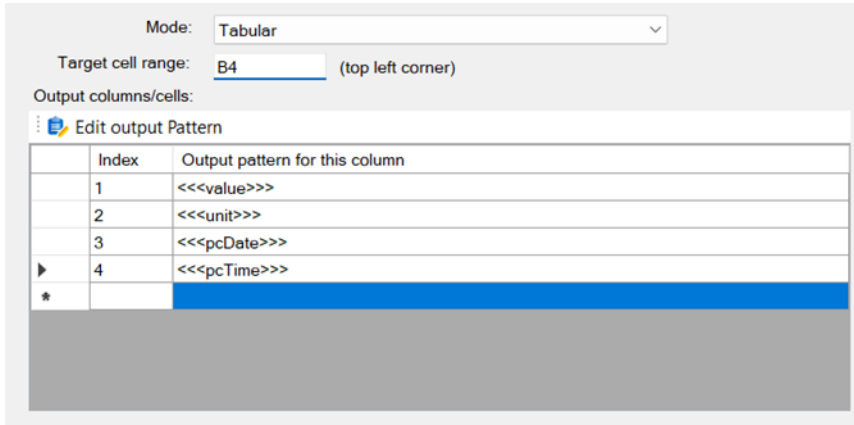 Mode: Tabular
Target cell range: B4 (top left corner)
Output columns/cells:
Edit output Pattern
Index Output pattern for this column
1 <<<value>>>
2 <<<unit>>>
3 <<<pcDate>>>
4 <<<pcTime>>>
*